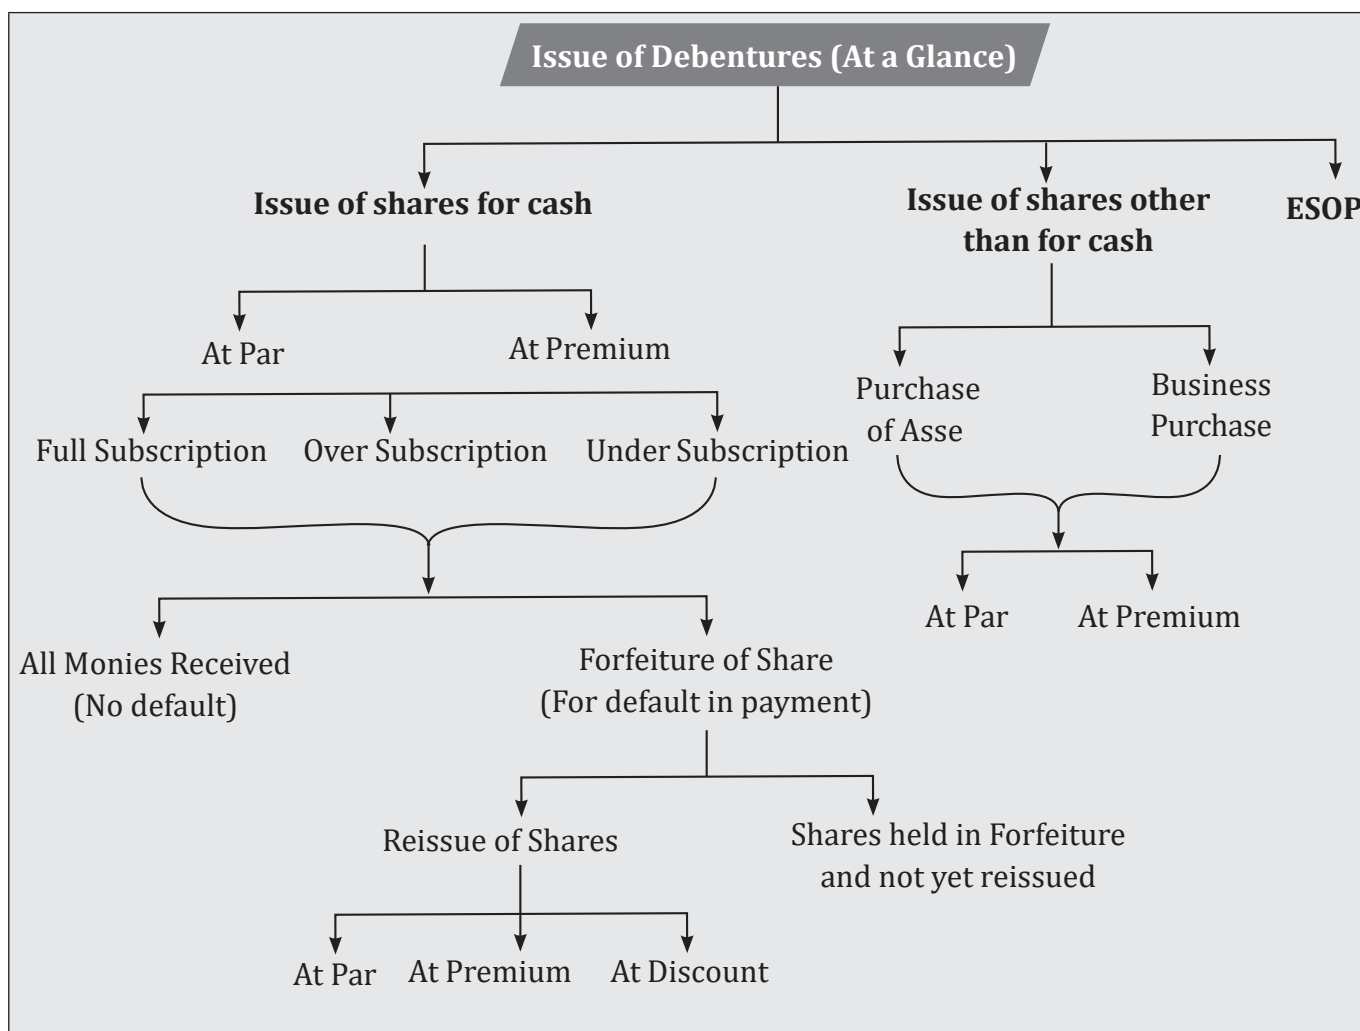 Issue of Debentures (At a Glance)
Issue of shares for cash
Issue of shares other
than for cash
ESOP
At Par
At Premium
Purchase
of Asse
Business
Purchase
Full Subscription
Over Subscription
Under Subscription
At Par
At Premium
All Monies Received
(No default)
Forfeiture of Share
(For default in payment)
Reissue of Shares
Shares held in Forfeiture
and not yet reissued
At Par
At Premium
At Discount